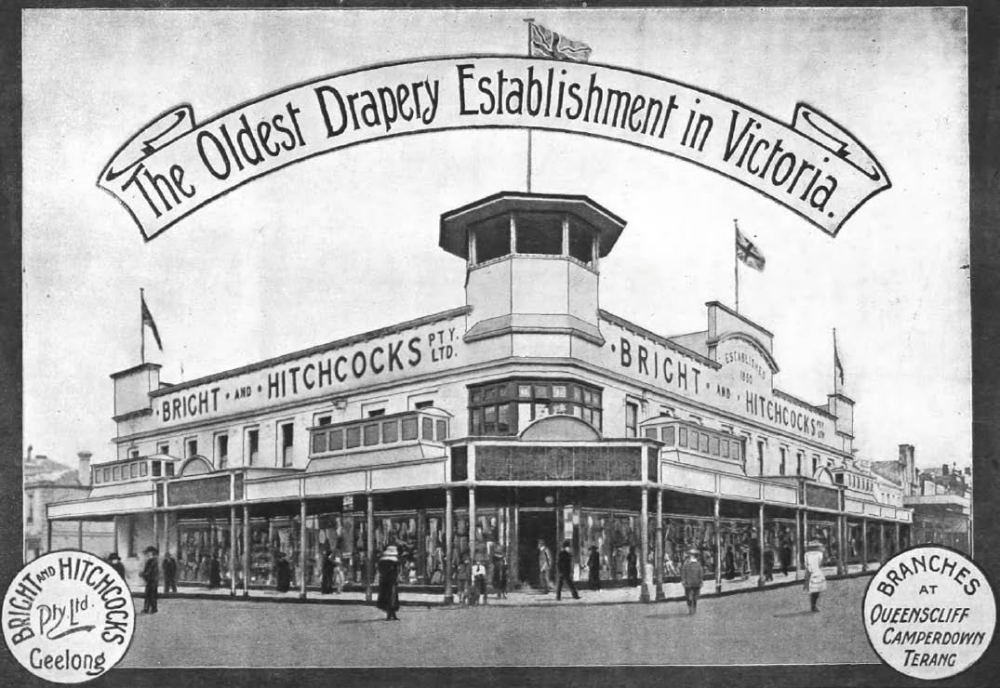 The Oldest Drapery Establishment in Victoria.
BRIGHT AND HITCHCOCKS PTY. LTD.
ESTABLISHED
1850
BRIGHT AND HITCHCOCKS PTY LTD
BRIGHT AND HITCHCOCKS
Pty. Ltd.
Geelong
BRANCHES
AT
QUEENSCLIFF
CAMPERDOWN
TERANG